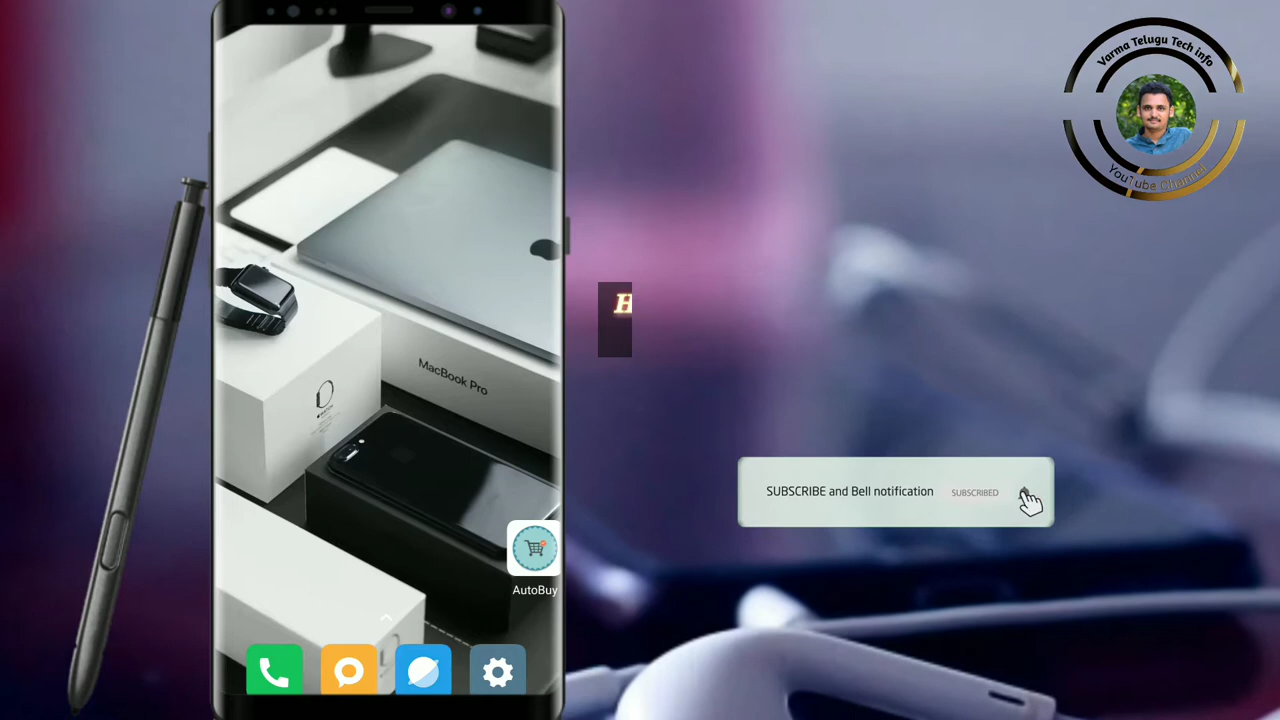 Varma Telugu Tech info
YouTube Channel
MacBook Pro
H
SUBSCRIBE and Bell notification SUBSCRIBED
AutoBuy